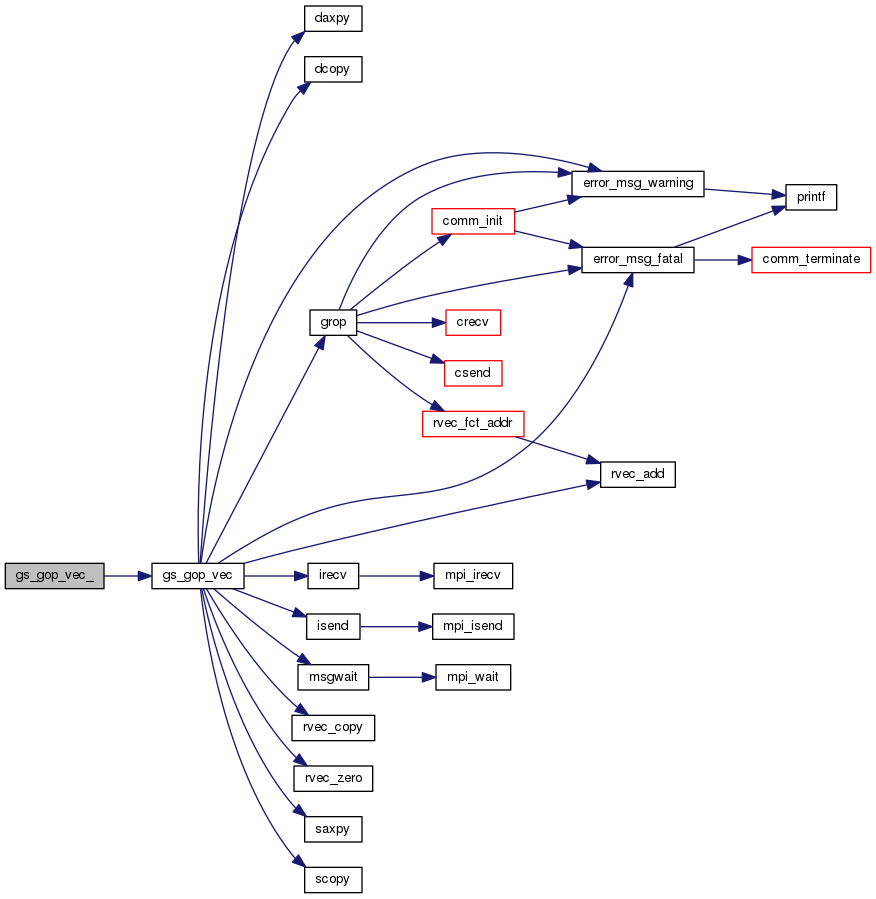 daxpy
dcopy
error_msg_warning
printf
comm_init
error_msg_fatal
comm_terminate
grop
crecv
csend
rvec_fct_addr
rvec_add
gs_gop_vec_
gs_gop_vec
irecv
mpi_irecv
isend
mpi_isend
msgwait
mpi_wait
rvec_copy
rvec_zero
saxpy
scopy